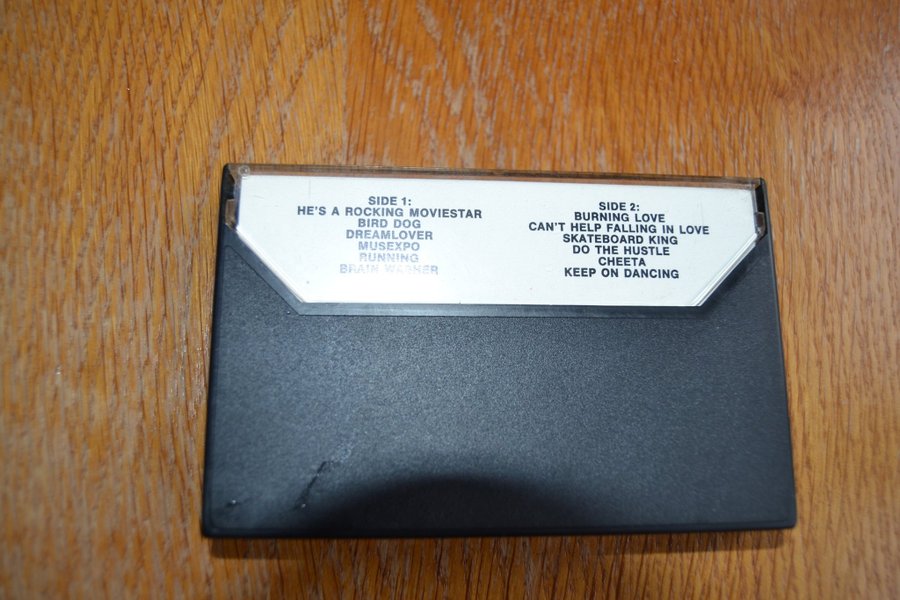 SIDE 1:
HE'S A ROCKING MOVIESTAR
BIRD DOG
DREAMLOVER
MUSEXPO
RUNNING
BRAIN WASHER
SIDE 2:
BURNING LOVE
CAN'T HELP FALLING IN LOVE
SKATEBOARD KING
DO THE HUSTLE
CHEETA
KEEP ON DANCING